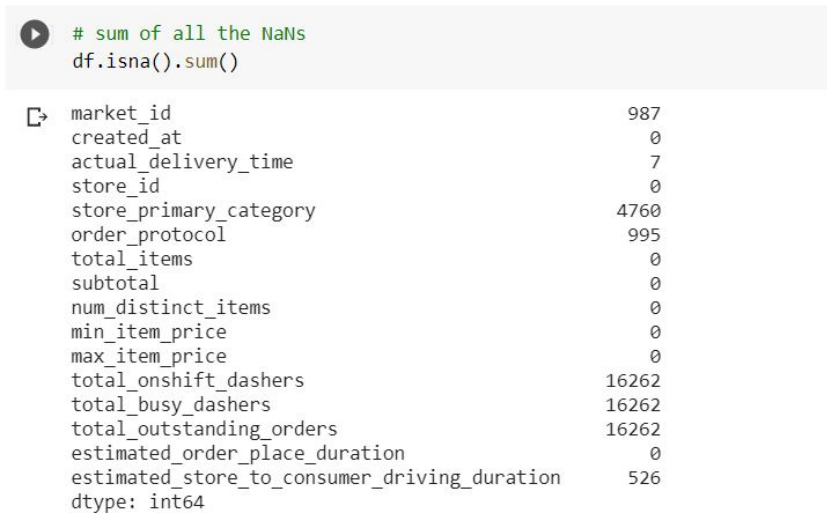 # sum of all the NaNs
df.isna().sum()
market_id 987
created_at 0
actual_delivery_time 7
store_id 0
store_primary_category 4760
order_protocol 995
total_items 0
subtotal 0
num_distinct_items 0
min_item_price 0
max_item_price 0
total_onshift_dashers 16262
total_busy_dashers 16262
total_outstanding_orders 16262
estimated_order_place_duration 0
estimated_store_to_consumer_driving_duration 526
dtype: int64